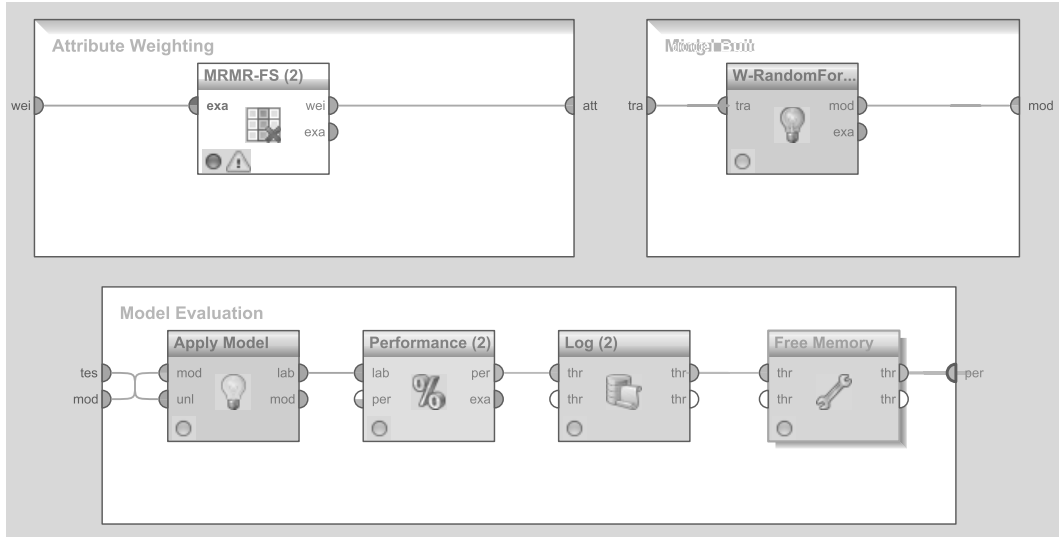 Attribute Weighting
MRMR-FS (2)
wei exa wei att
exa
W-RandomFor...
tra tra mod mod
exa
Model Evaluation
Apply Model Performance (2) Log (2) Free Memory
tes mod lab lab per thr thr thr thr per
mod unl mod per exa thr thr thr thr